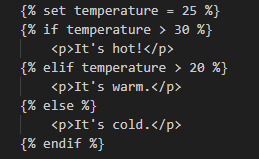 {% set temperature = 25 %}
{% if temperature > 30 %}
    <p>It's hot!</p>
{% elif temperature > 20 %}
    <p>It's warm.</p>
{% else %}
    <p>It's cold.</p>
{% endif %}